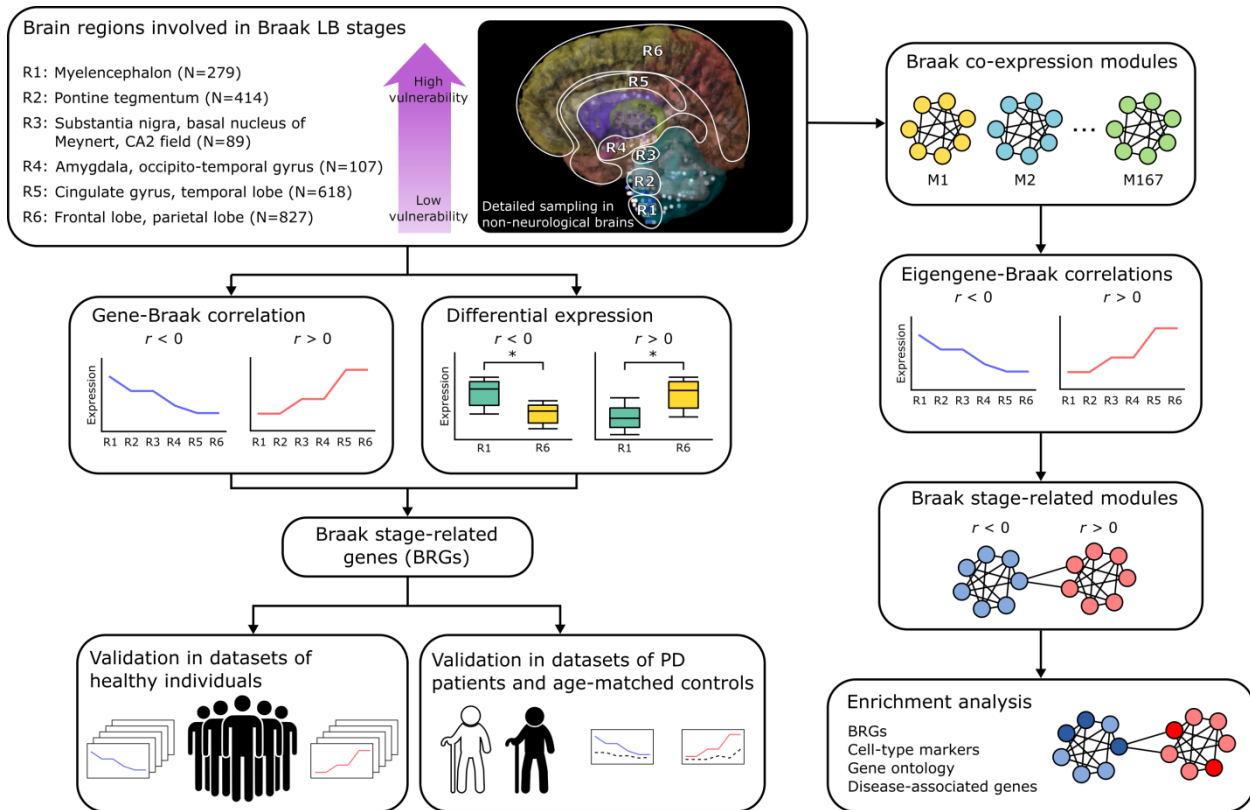 Brain regions involved in Braak LB stages
R1: Myelencephalon (N=279)
R2: Pontine tegmentum (N=414)
R3: Substantia nigra, basal nucleus of
Meynert, CA2 field (N=89)
R4: Amygdala, occipito-temporal gyrus (N=107)
R5: Cingulate gyrus, temporal lobe (N=618)
R6: Frontal lobe, parietal lobe (N=827)
High
vulnerability
Low
vulnerability
R6
R5
R4
R3
R2
R1
Detailed sampling in
non-neurological brains
Braak co-expression modules
...
M1 M2 M167
Gene-Braak correlation
r < 0 r > 0
Expression
R1 R2 R3 R4 R5 R6 R1 R2 R3 R4 R5 R6
Differential expression
r < 0 r > 0
* *
R1 R6 R1 R6
Eigengene-Braak correlations
r < 0 r > 0
Expression
R1 R2 R3 R4 R5 R6 R1 R2 R3 R4 R5 R6
Braak stage-related
genes (BRGs)
Braak stage-related modules
r < 0 r > 0
Validation in datasets of
healthy individuals
Validation in datasets of PD
patients and age-matched controls
Enrichment analysis
BRGs
Cell-type markers
Gene ontology
Disease-associated genes